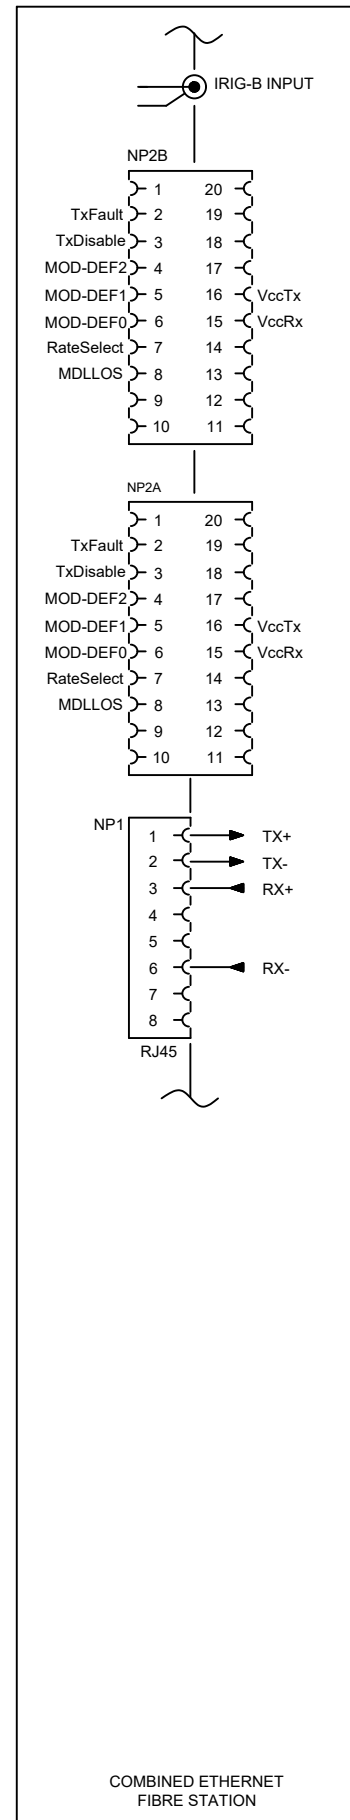 IRIG-B INPUT
NP2B
1 20
TxFault 2 19
TxDisable 3 18
MOD-DEF2 4 17
MOD-DEF1 5 16 VccTx
MOD-DEF0 6 15 VccRx
RateSelect 7 14
MDLLOS 8 13
9 12
10 11
NP2A
1 20
TxFault 2 19
TxDisable 3 18
MOD-DEF2 4 17
MOD-DEF1 5 16 VccTx
MOD-DEF0 6 15 VccRx
RateSelect 7 14
MDLLOS 8 13
9 12
10 11
NP1
1 TX+
2 TX-
3 RX+
4
5
6 RX-
7
8
RJ45
COMBINED ETHERNET
FIBRE STATION